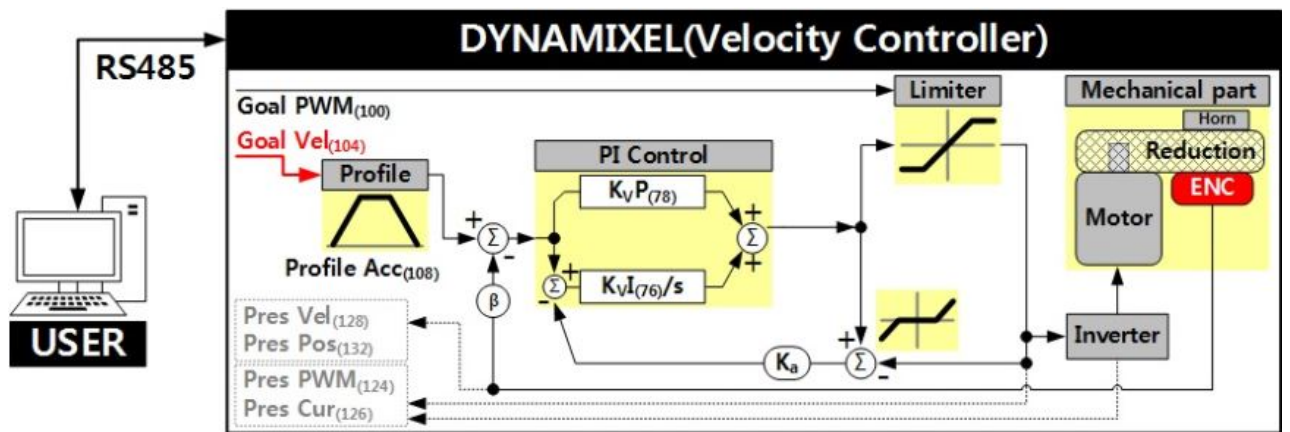 DYNAMIXEL(Velocity Controller)
RS485
Goal PWM(100)
Limiter
Mechanical part
Horn
Goal Vel(104)
Reduction
PI Control
Profile
KVP(78)
ENC
Motor
+
+
Σ
-
Σ
+
Profile Acc(108)
Σ
+
-
KVI(76)/s
β
Pres Vel(128)
Pres Pos(132)
USER
Inverter
Ka
+
Σ
-
Pres PWM(124)
Pres Cur(126)